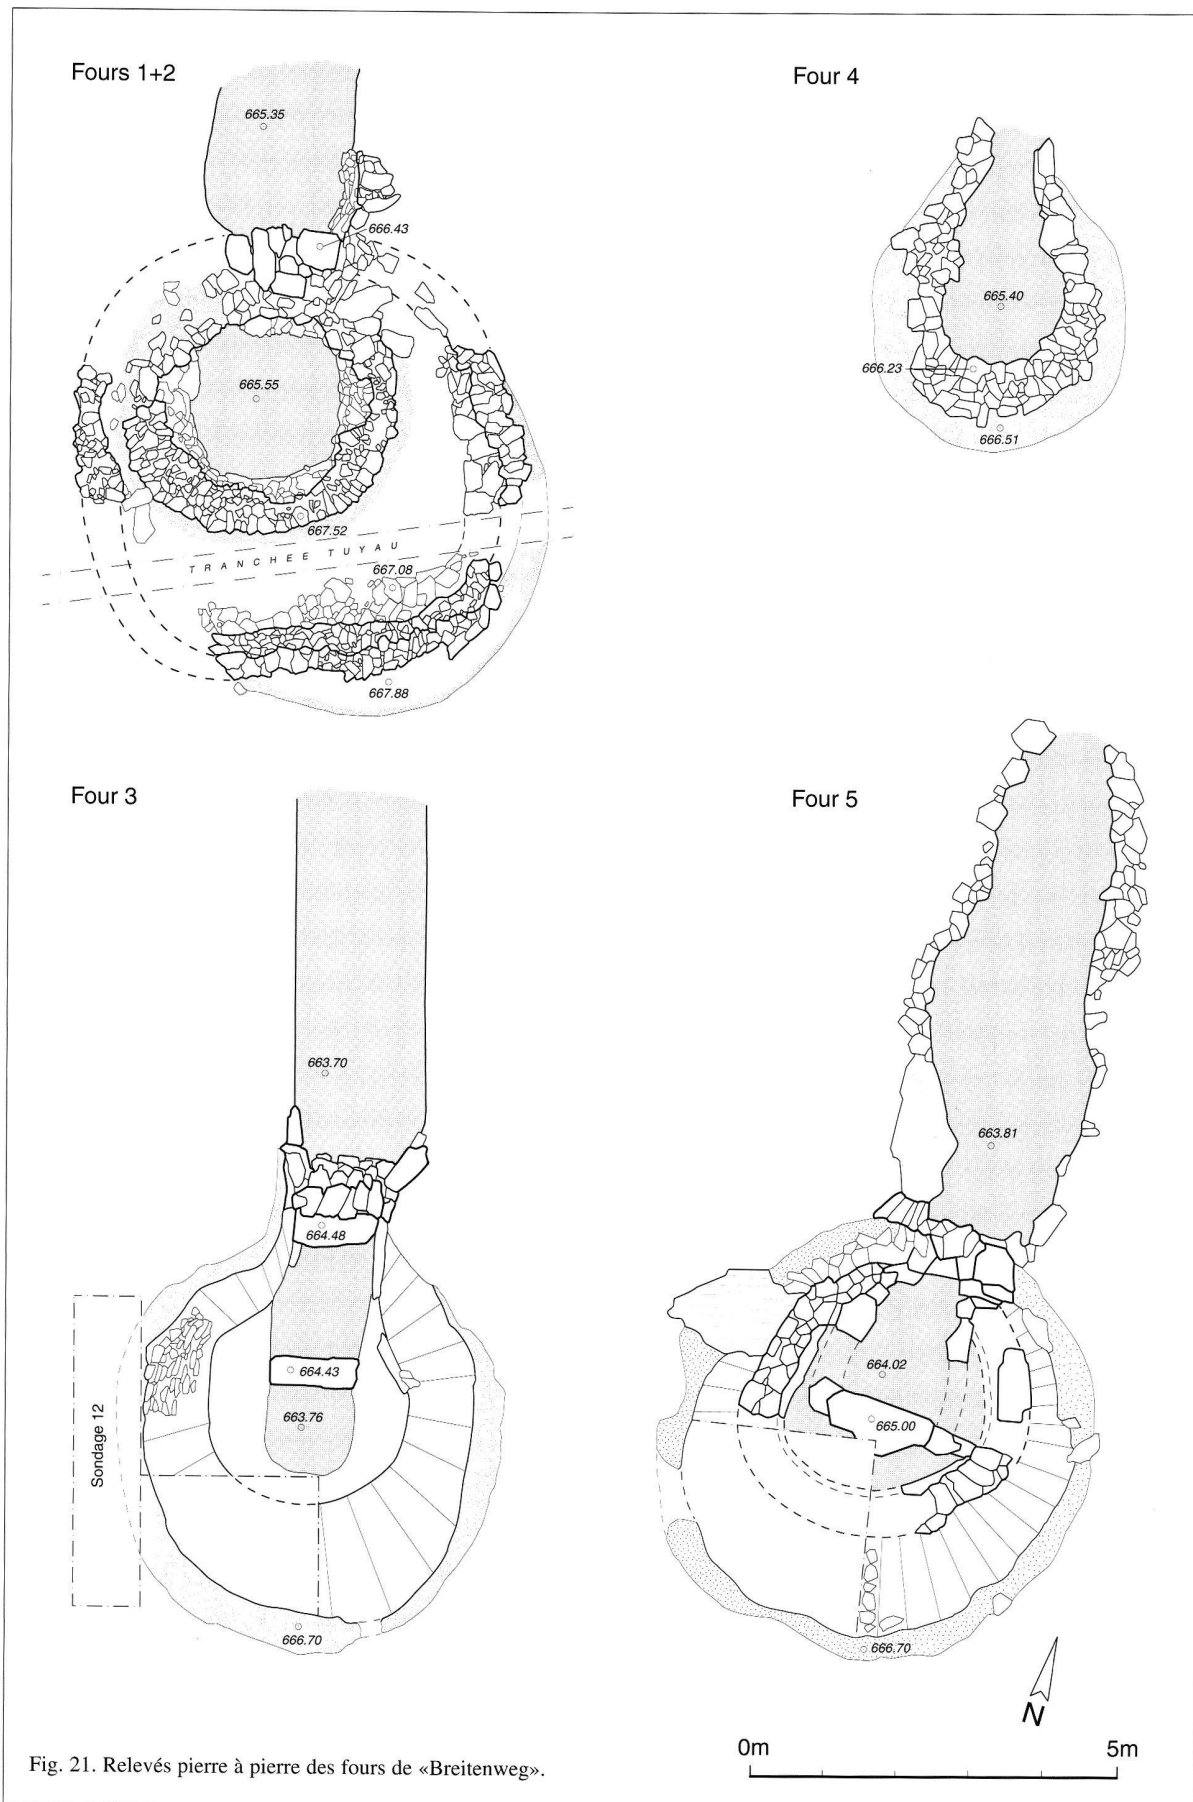 Fours 1+2
665.35
666.43
665.55
667.52
TRANCHEE TUYAU
667.08
667.88
Four 4
665.40
666.23
666.51
Four 3
663.70
664.48
664.43
663.76
Sondage 12
666.70
Four 5
663.81
664.02
665.00
666.70
N
0m 5m
Fig. 21. Relevés pierre à pierre des fours de «Breitenweg».